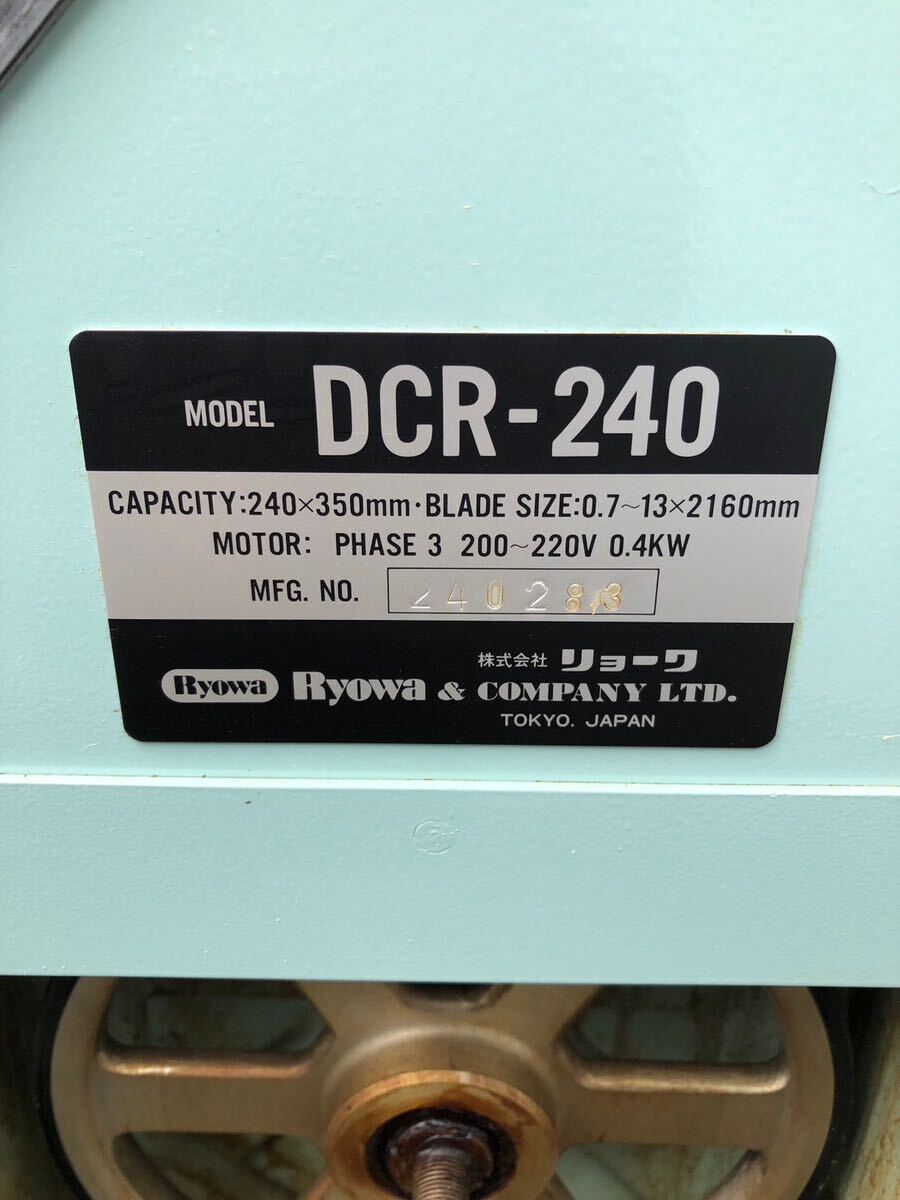 MODEL DCR-240
CAPACITY:240×350mm・BLADE SIZE:0.7~13×2160mm
MOTOR: PHASE 3 200~220V 0.4KW
MFG. NO. 240283
株式会社 リョーワ
Ryowa Ryowa & COMPANY LTD.
TOKYO. JAPAN